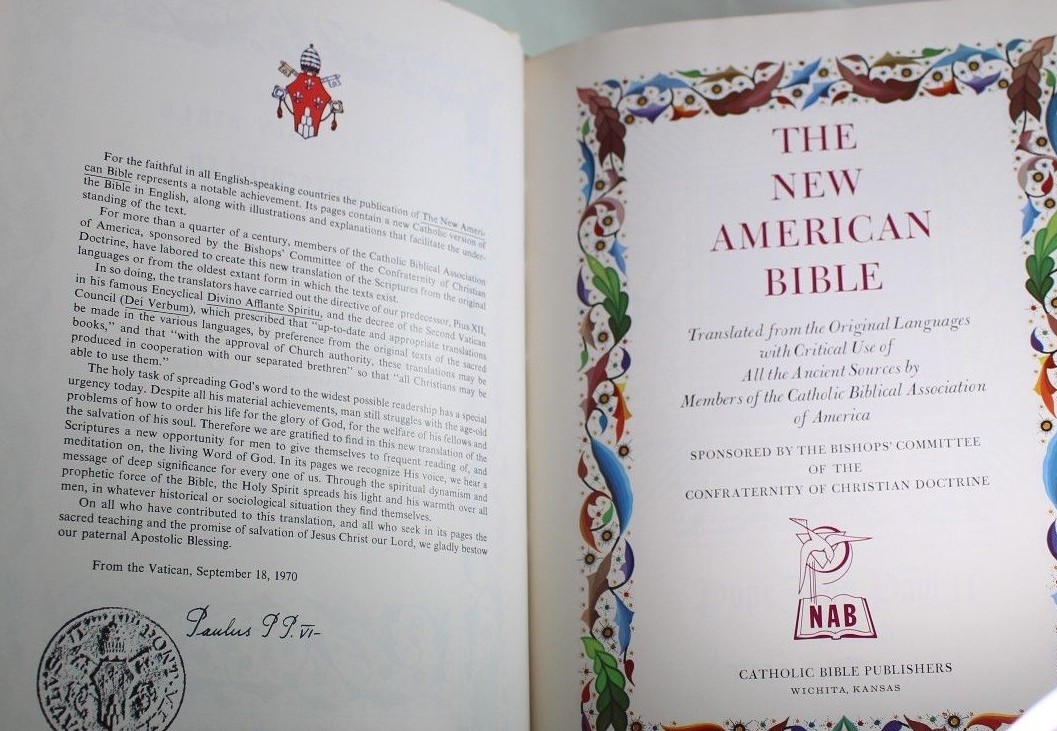 For the faithful in all English-speaking countries the publication of The New Ameri-
can Bible represents a notable achievement. Its pages contain a new Catholic version of
the Bible in English, along with illustrations and explanations that facilitate the under-
standing of the text.
For more than a quarter of a century, members of the Catholic Biblical Association
of America, sponsored by the Bishops' Committee of the Confraternity of Christian
Doctrine, have labored to create this new translation of the Scriptures from the original
languages or from the oldest extant form in which the texts exist.
In so doing, the translators have carried out the directive of our predecessor, Pius XII,
in his famous Encyclical Divino Afflante Spiritu, and the decree of the Second Vatican
Council (Dei Verbum), which prescribed that "up-to-date and appropriate translations
be made in the various languages, by preference from the original texts of the sacred
books," and that "with the approval of Church authority, these translations may be
produced in cooperation with our separated brethren" so that "all Christians may be
able to use them."
The holy task of spreading God's word to the widest possible readership has a special
urgency today. Despite all his material achievements, man still struggles with the age-old
problems of how to order his life for the glory of God, for the welfare of his fellows and
the salvation of his soul. Therefore we are gratified to find in this new translation of the
Scriptures a new opportunity for men to give themselves to frequent reading of, and
meditation on, the living Word of God. In its pages we recognize His voice, we hear a
message of deep significance for every one of us. Through the spiritual dynamism and
prophetic force of the Bible, the Holy Spirit spreads his light and his warmth over all
men, in whatever historical or sociological situation they find themselves.
On all who have contributed to this translation, and all who seek in its pages the
sacred teaching and the promise of salvation of Jesus Christ our Lord, we gladly bestow
our paternal Apostolic Blessing.
From the Vatican, September 18, 1970
Paulus P P. VI-
THE
NEW
AMERICAN
BIBLE
Translated from the Original Languages
with Critical Use of
All the Ancient Sources by
Members of the Catholic Biblical Association
of America
SPONSORED BY THE BISHOPS' COMMITTEE
OF THE
CONFRATERNITY OF CHRISTIAN DOCTRINE
NAB
CATHOLIC BIBLE PUBLISHERS
WICHITA, KANSAS